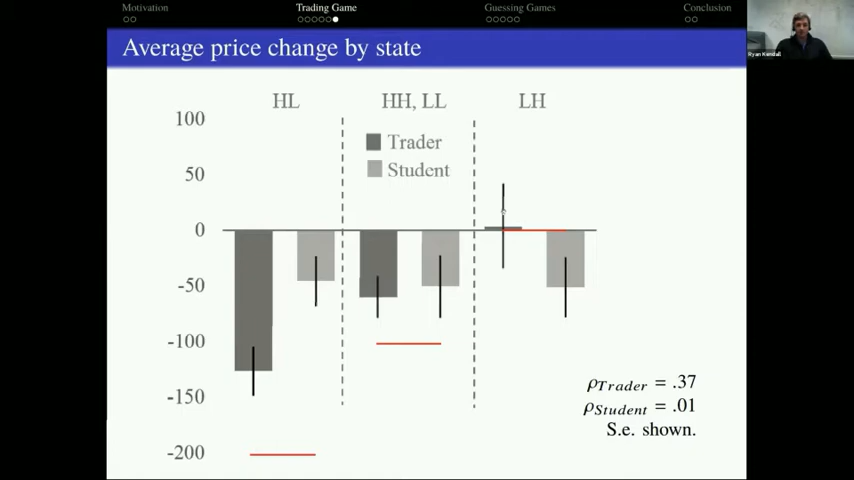 Motivation
Trading Game
Guessing Games
Conclusion
Average price change by state
HL
HH, LL
LH
100
50
0
-50
-100
-150
-200
Trader
Student
ρTrader = .37
ρStudent = .01
S.e. shown.
Ryan Kendall